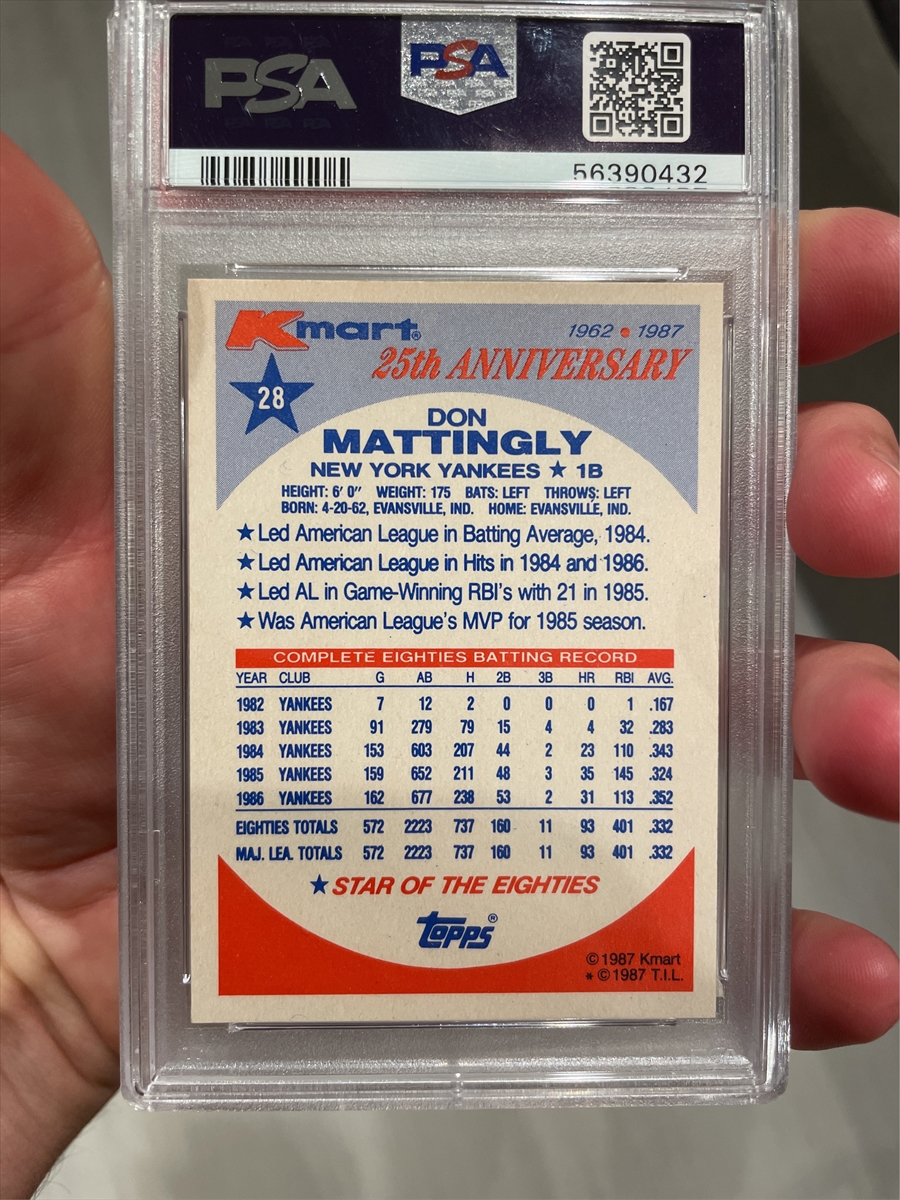 PSA PSA
56390432
Kmart® 1962 • 1987
25th ANNIVERSARY
28
DON
MATTINGLY
NEW YORK YANKEES ★ 1B
HEIGHT: 6' 0" WEIGHT: 175 BATS: LEFT THROWS: LEFT
BORN: 4-20-62, EVANSVILLE, IND. HOME: EVANSVILLE, IND.
★ Led American League in Batting Average, 1984.
★ Led American League in Hits in 1984 and 1986.
★ Led AL in Game-Winning RBI's with 21 in 1985.
★ Was American League's MVP for 1985 season.
COMPLETE EIGHTIES BATTING RECORD
YEAR CLUB G AB H 2B 3B HR RBI AVG.
1982 YANKEES 7 12 2 0 0 0 1 .167
1983 YANKEES 91 279 79 15 4 4 32 .283
1984 YANKEES 153 603 207 44 2 23 110 .343
1985 YANKEES 159 652 211 48 3 35 145 .324
1986 YANKEES 162 677 238 53 2 31 113 .352
EIGHTIES TOTALS 572 2223 737 160 11 93 401 .332
MAJ. LEA. TOTALS 572 2223 737 160 11 93 401 .332
★ STAR OF THE EIGHTIES
topps®
© 1987 Kmart
* © 1987 T.I.L.